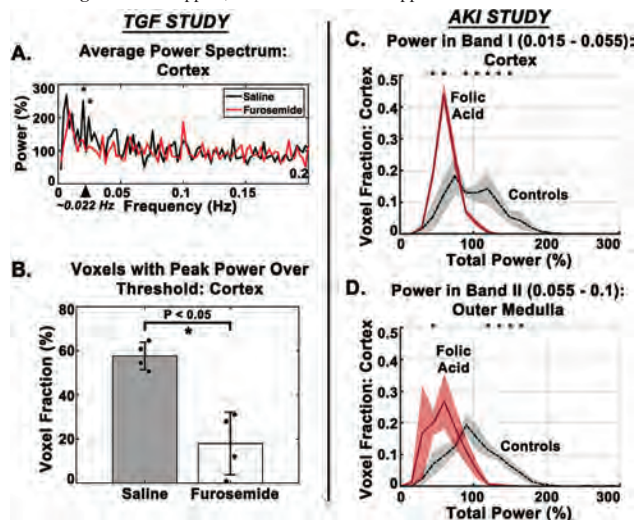 TGF STUDY
A. Average Power Spectrum:
Cortex
Power (%)
300
200
100
0
Saline
Furosemide
0.05
0.1
0.2
~0.022 Hz
Frequency (Hz)
B. Voxels with Peak Power Over
Threshold: Cortex
Voxel Fraction (%)
80
60
40
20
0
P < 0.05
*
Saline
Furosemide
AKI STUDY
C. Power in Band I (0.015 - 0.055):
Cortex
Voxel Fraction: Cortex
0.5
0.4
0.3
0.2
0.1
0
Folic
Acid
Controls
0
100
200
300
Total Power (%)
D. Power in Band II (0.055 - 0.1):
Outer Medulla
Voxel Fraction: Cortex
0.5
0.4
0.3
0.2
0.1
0
Folic
Acid
Controls
0
100
200
300
Total Power (%)